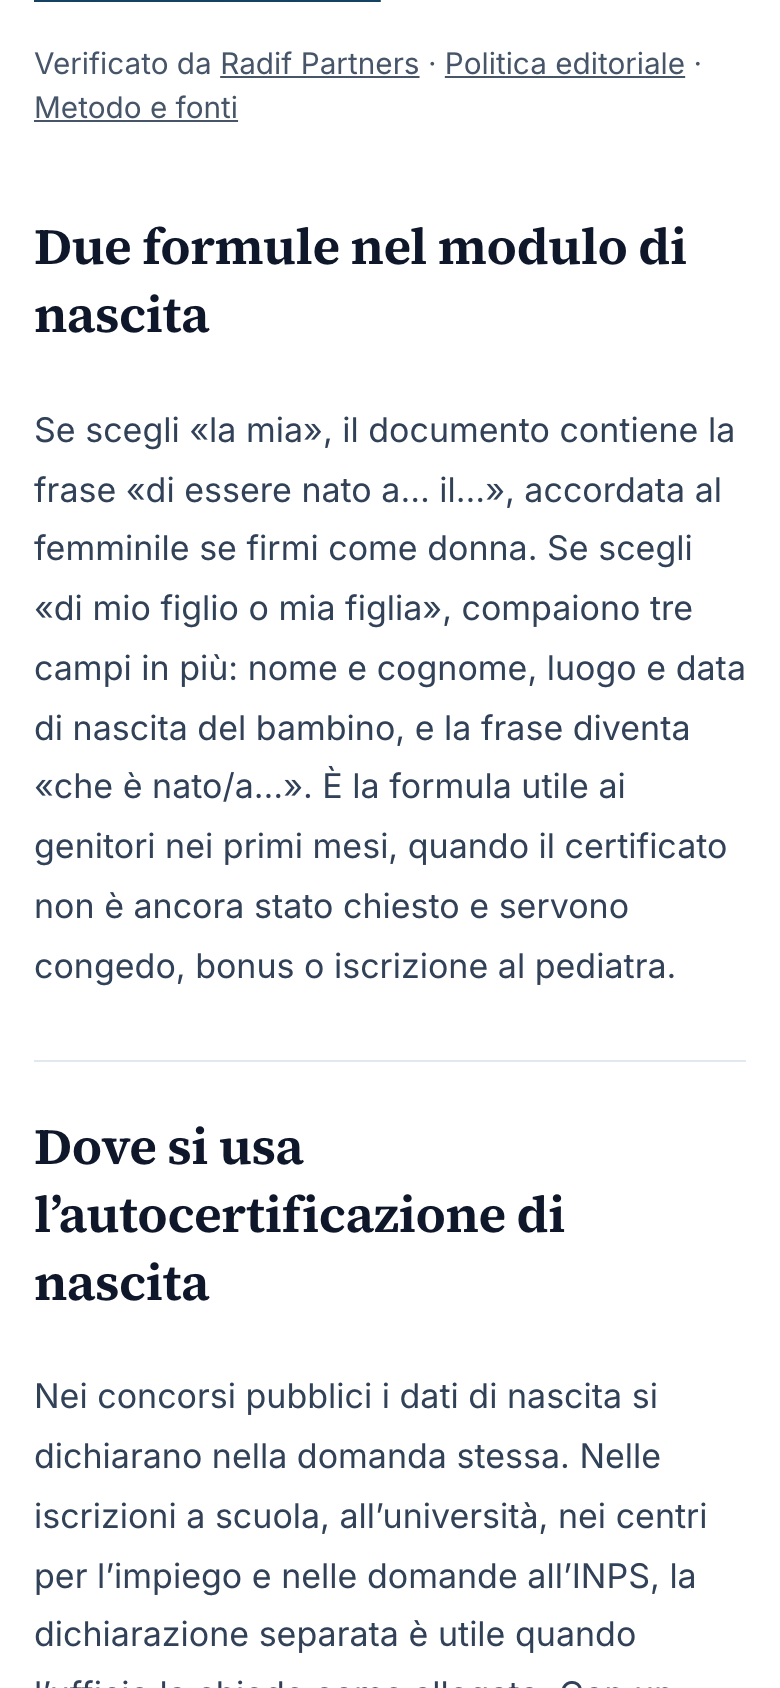 Verificato da Radif Partners · Politica editoriale ·
Metodo e fonti
Due formule nel modulo di
nascita
Se scegli «la mia», il documento contiene la
frase «di essere nato a… il…», accordata al
femminile se firmi come donna. Se scegli
«di mio figlio o mia figlia», compaiono tre
campi in più: nome e cognome, luogo e data
di nascita del bambino, e la frase diventa
«che è nato/a…». È la formula utile ai
genitori nei primi mesi, quando il certificato
non è ancora stato chiesto e servono
congedo, bonus o iscrizione al pediatra.
Dove si usa
l’autocertificazione di
nascita
Nei concorsi pubblici i dati di nascita si
dichiarano nella domanda stessa. Nelle
iscrizioni a scuola, all’università, nei centri
per l’impiego e nelle domande all’INPS, la
dichiarazione separata è utile quando